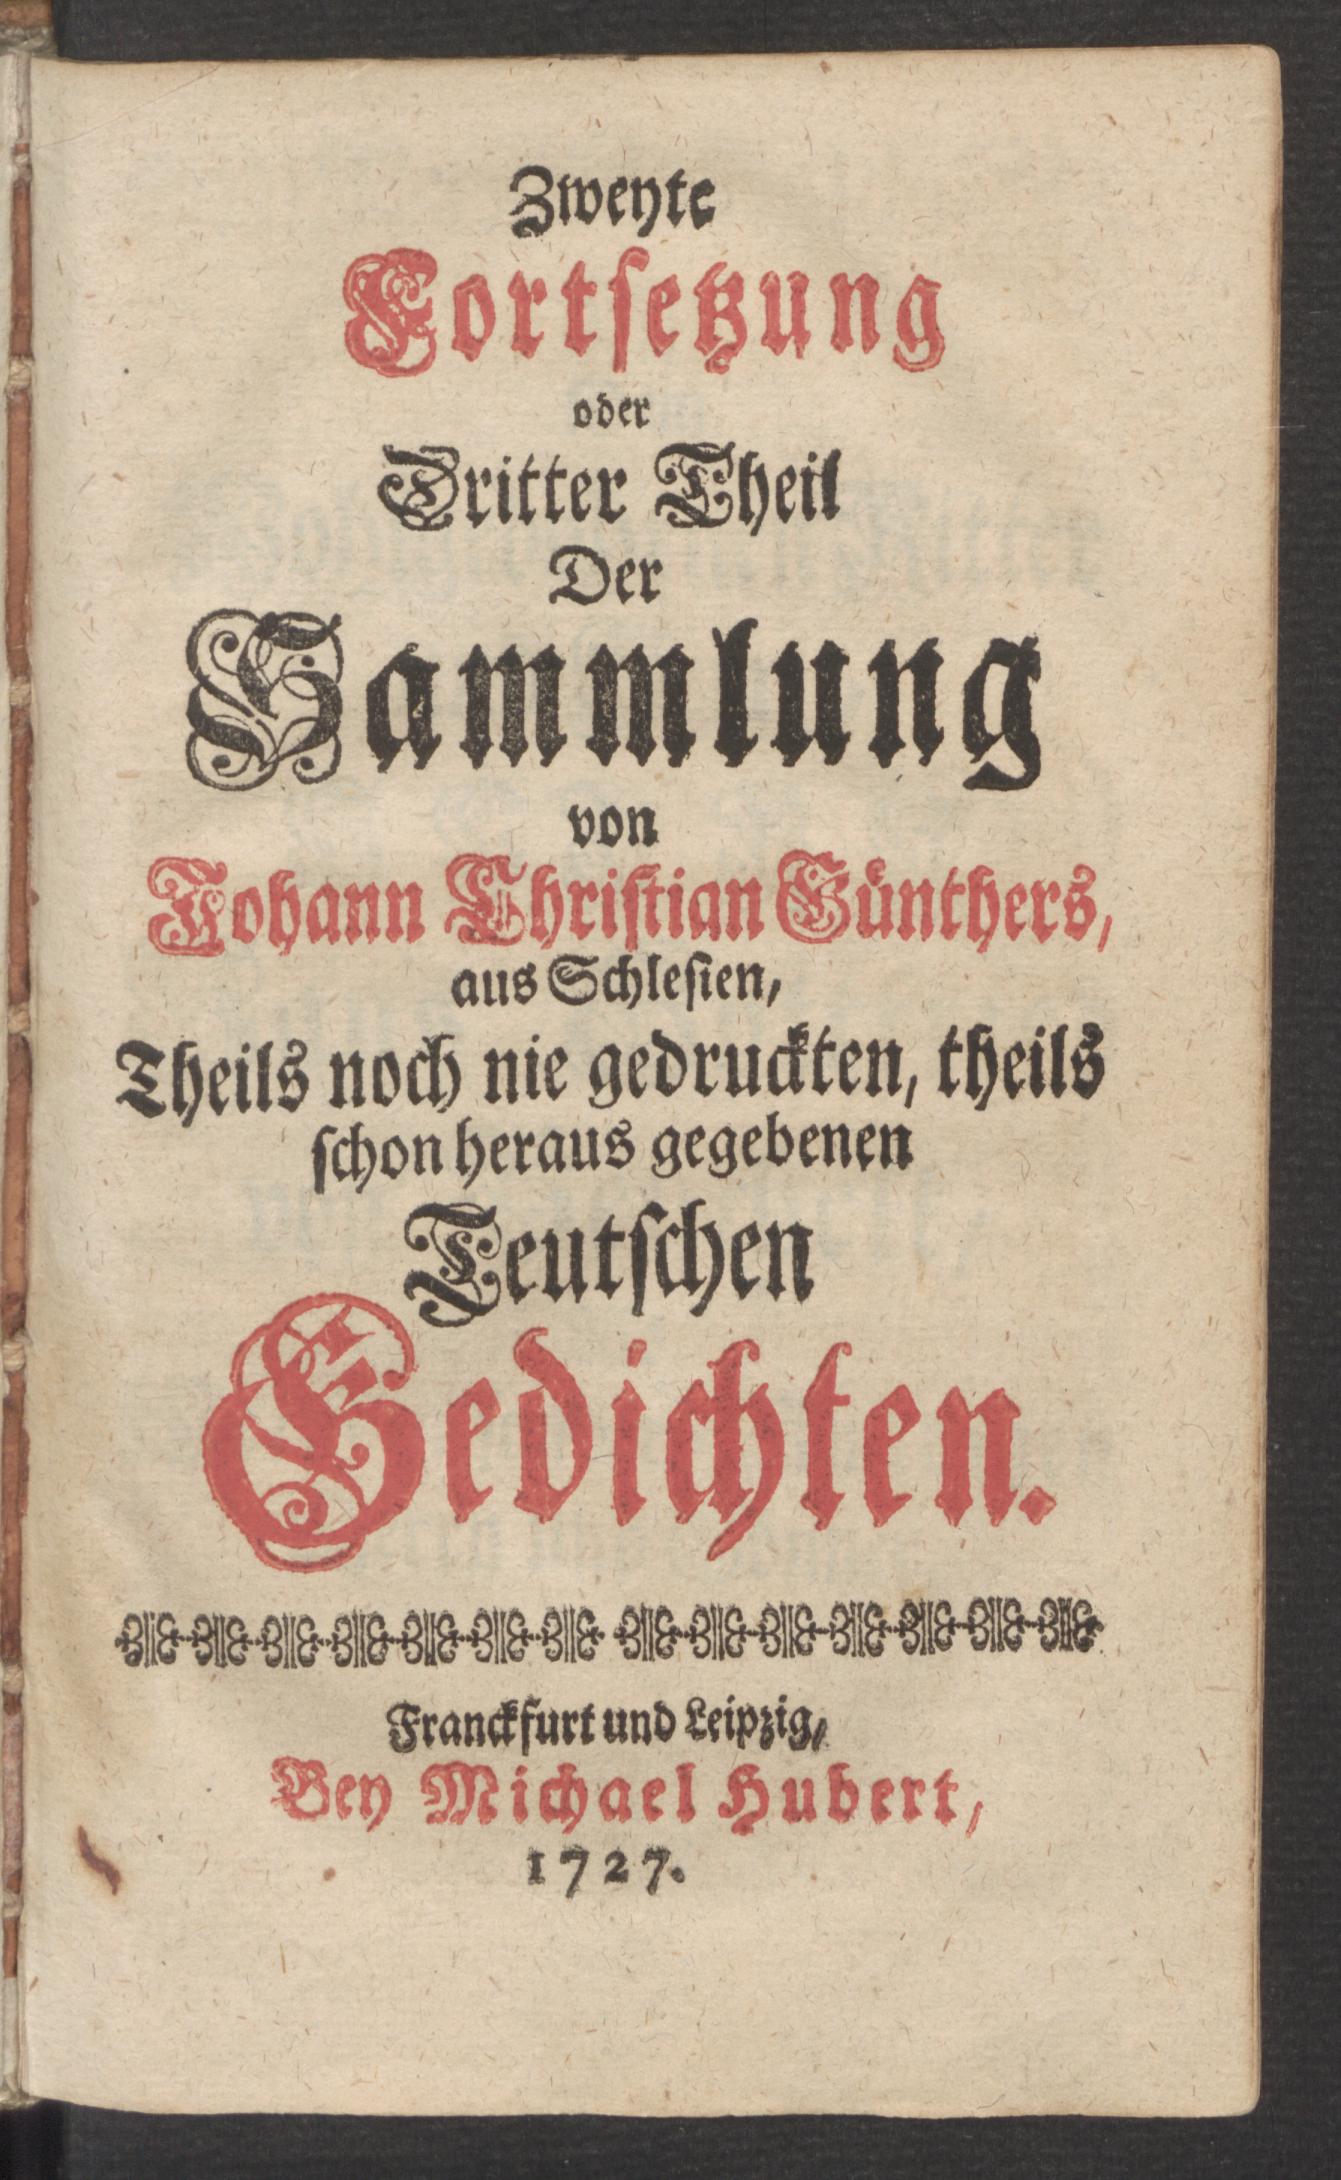 Zweyte
Fortsetzung
oder
Dritter Theil
Der
Sammlung
von
Johann Christian Günthers,
aus Schlesien,
Theils noch nie gedruckten, theils
schon heraus gegebenen
Teutschen
Gedichten.
Franckfurt und Leipzig,
Bey Michael Hubert,
1727.